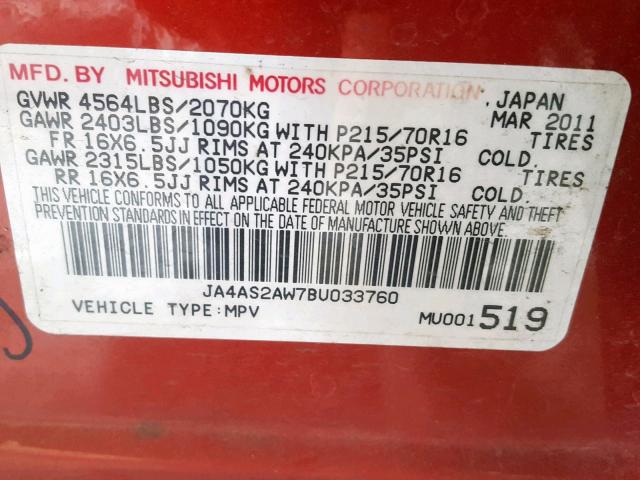 MFD. BY MITSUBISHI MOTORS CORPORATION. JAPAN
GVWR 4564LBS/2070KG MAR 2011
GAWR 2403LBS/1090KG WITH P215/70R16 TIRES
FR 16X6.5JJ RIMS AT 240KPA/35PSI COLD.
GAWR 2315LBS/1050KG WITH P215/70R16 TIRES
RR 16X6.5JJ RIMS AT 240KPA/35PSI COLD.
THIS VEHICLE CONFORMS TO ALL APPLICABLE FEDERAL MOTOR VEHICLE SAFETY AND THEFT
PREVENTION STANDARDS IN EFFECT ON THE DATE OF MANUFACTURE SHOWN ABOVE.
JA4AS2AW7BU033760
VEHICLE TYPE:MPV MU001519